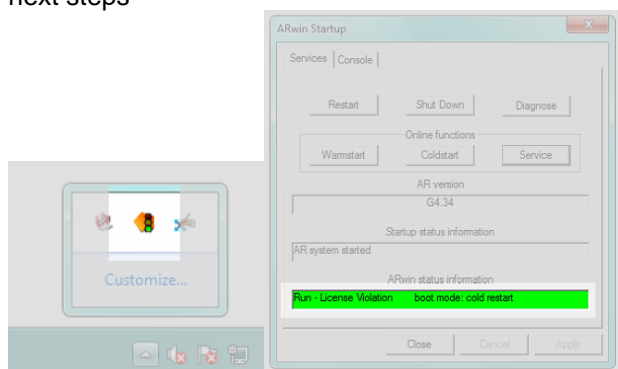 next steps
ARwin Startup
Services Console
Restart Shut Down Diagnose
Online functions
Warmstart Coldstart Service
AR version
G4.34
Startup status information
AR system started
ARwin status information
Run - License Violation boot mode: cold restart
Close Cancel Apply
Customize...